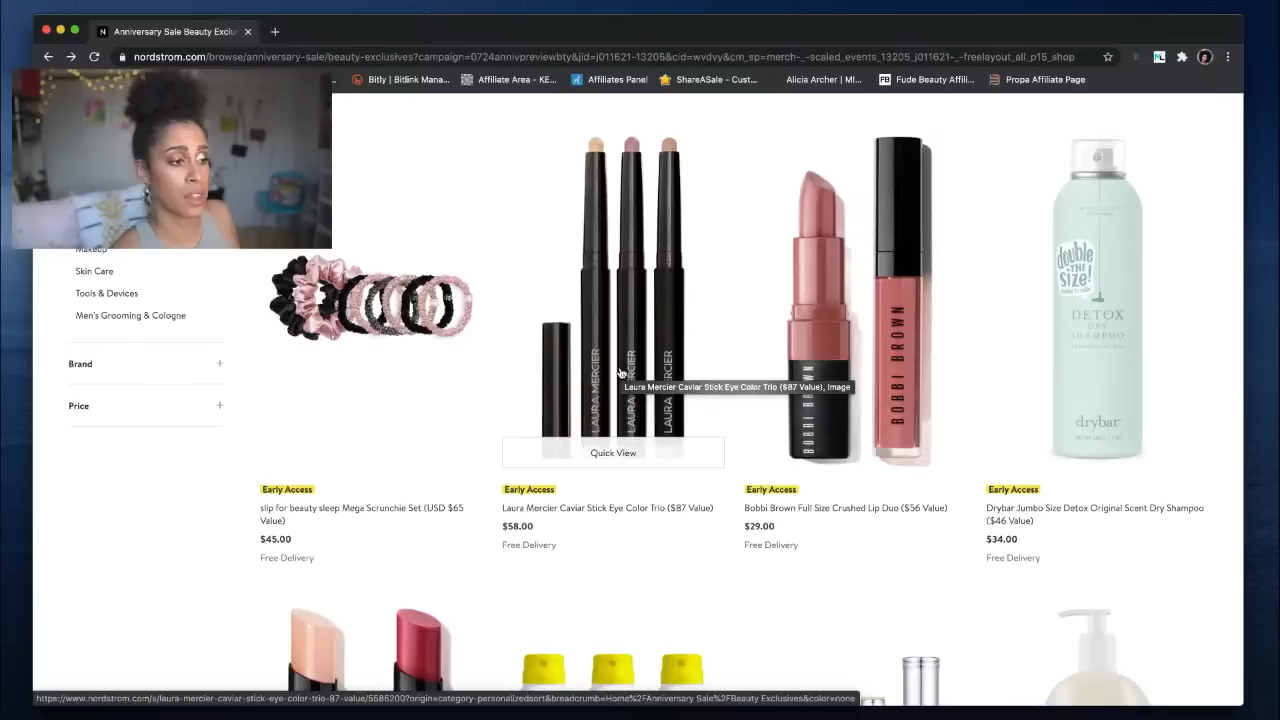 Anniversary Sale Beauty Exclus
nordstrom.com/browse/anniversary-sale/beauty-exclusives?campaign=0724annivpreviewbty&jid=j011621-13205&cid=wvdvy&cm_sp=merch-_-scaled_events_13205_j011621-_-freelayout_all_p15_shop
Bitly | Bitlink Mana...
Affiliate Area - KE...
Affiliates Panel
ShareASale - Cust...
Alicia Archer | MI...
FB Fude Beauty Affili...
Propa Affiliate Page
Makeup
Skin Care
Tools & Devices
Men's Grooming & Cologne
Brand
Price
LAURA MERCIER
LAURA MERCIER
LAURA MERCIER
Laura Mercier Caviar Stick Eye Color Trio ($87 Value), Image
Quick View
BOBBI BROWN
BOBBI BROWN
double
THE
SIZE!
DETOX
DRY
SHAMPOO
drybar
Early Access
slip for beauty sleep Mega Scrunchie Set (USD $65
Value)
$45.00
Free Delivery
Early Access
Laura Mercier Caviar Stick Eye Color Trio ($87 Value)
$58.00
Free Delivery
Early Access
Bobbi Brown Full Size Crushed Lip Duo ($56 Value)
$29.00
Free Delivery
Early Access
Drybar Jumbo Size Detox Original Scent Dry Shampoo
($46 Value)
$34.00
Free Delivery
https://www.nordstrom.com/s/laura-mercier-caviar-stick-eye-color-trio-87-value/5585200?origin=category-personalizedsort&breadcrumb=Home%2FAnniversary Sale%2FBeauty Exclusives&color=none